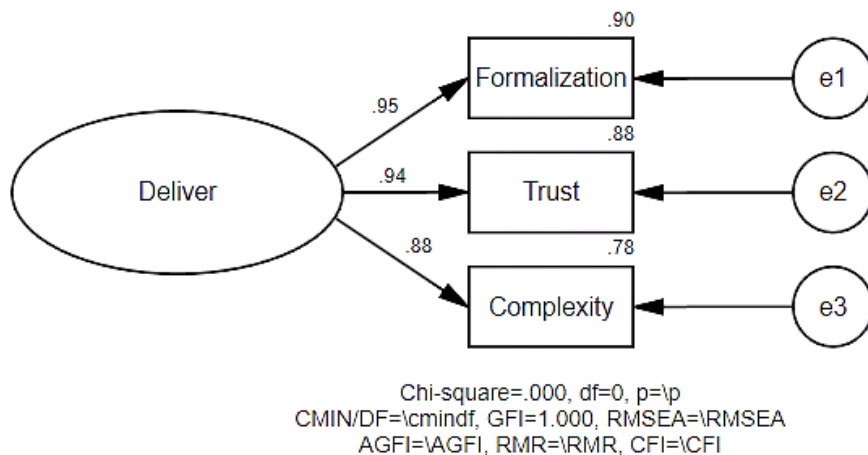 .90
Formalization
e1
.95
.88
Deliver
.94
Trust
e2
.88
.78
Complexity
e3
Chi-square=.000, df=0, p=\p
CMIN/DF=\cmindf, GFI=1.000, RMSEA=\RMSEA
AGFI=\AGFI, RMR=\RMR, CFI=\CFI